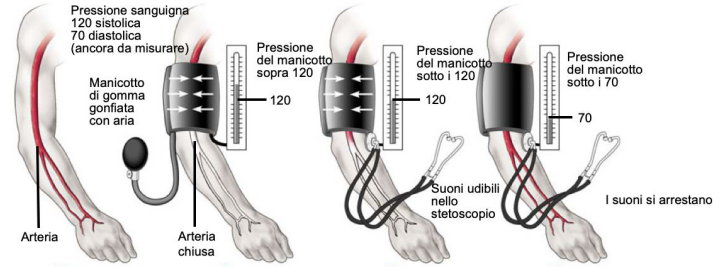 Pressione sanguigna
120 sistolica
70 diastolica
(ancora da misurare)
Manicotto
di gomma
gonfiata
con aria
Arteria
Pressione
del manicotto
sopra 120
120
Arteria
chiusa
Pressione
del manicotto
sotto i 120
120
Suoni udibili
nello
stetoscopio
Pressione
del manicotto
sotto i 70
70
I suoni si arrestano